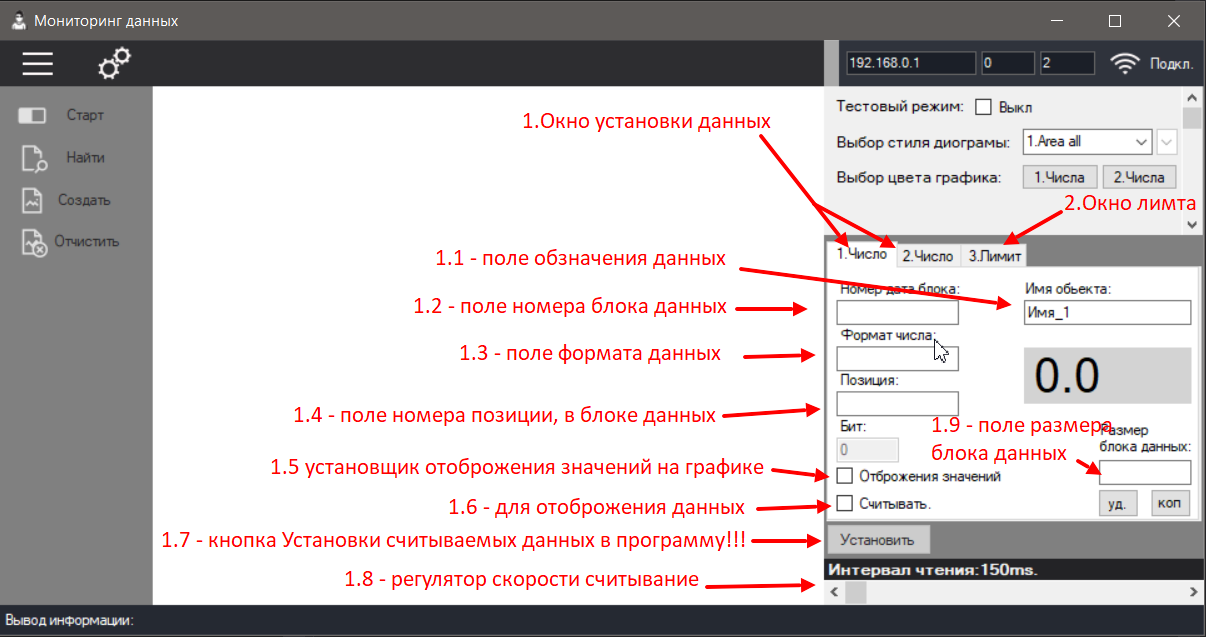 Мониторинг данных
192.168.0.1 0 2 Подкл.
Старт
Найти
Создать
Отчистить
Тестовый режим: Выкл
Выбор стиля диограмы: 1.Area all
Выбор цвета графика: 1.Числа 2.Числа
1.Окно установки данных
2.Окно лимта
1.Число 2.Число 3.Лимит
1.1 - поле обзначения данных
Номер дата блока: Имя обьекта:
Имя_1
1.2 - поле номера блока данных
Формат числа:
1.3 - поле формата данных
0.0
Позиция:
1.4 - поле номера позиции, в блоке данных
Бит:
0
1.9 - поле размера
блока данных
Размер
блока данных:
1.5 установщик отоброжения значений на графике
Отброжения значений
1.6 - для отоброжения данных
Считывать.
уд. коп
1.7 - кнопка Установки считываемых данных в программу!!!
Установить
Интервал чтения:150ms.
1.8 - регулятор скорости считывание
Вывод информации: